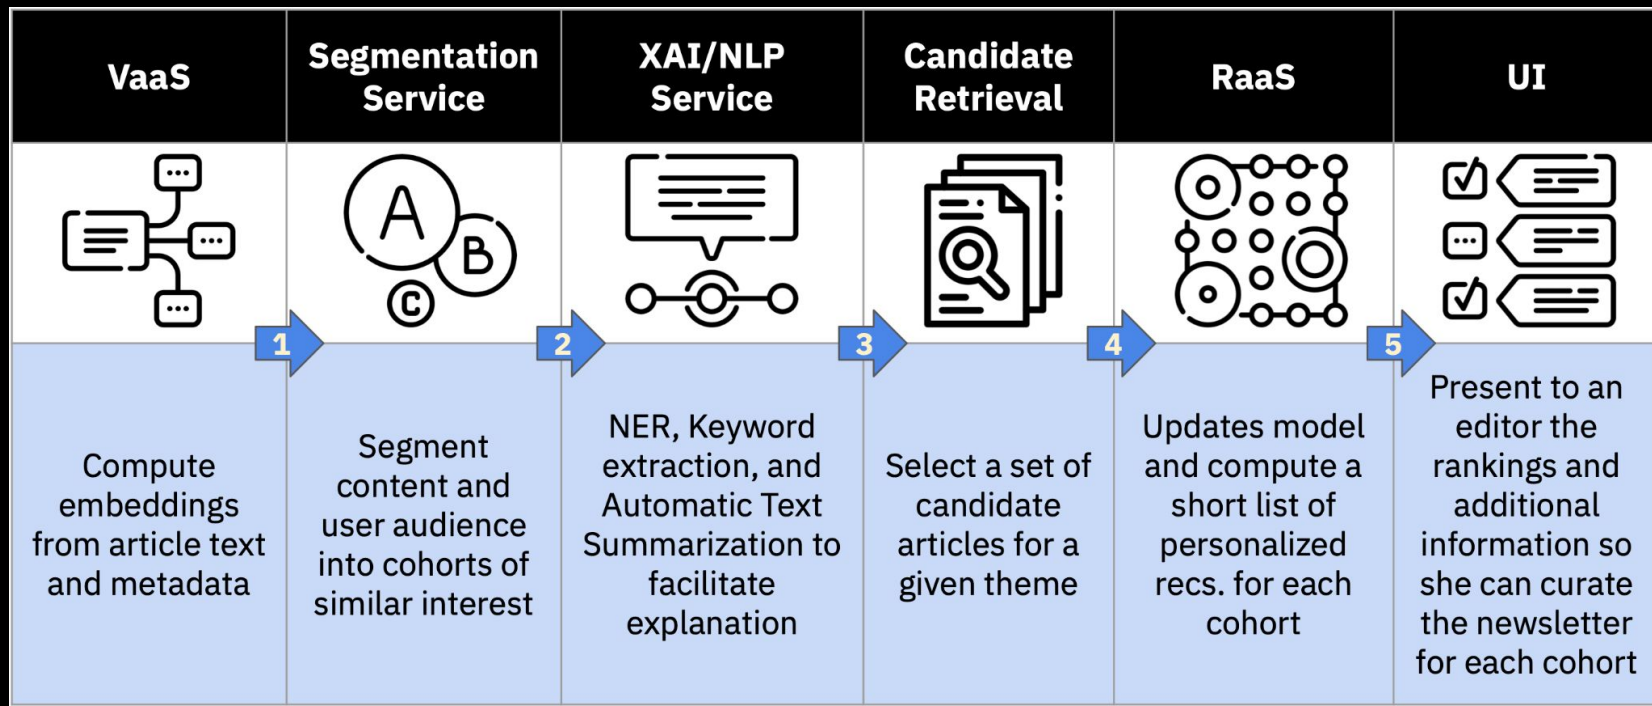 VaaS
Segmentation
Service
XAI/NLP
Service
Candidate
Retrieval
RaaS
UI
A
B
C
1
2
3
4
5
Compute
embeddings
from article text
and metadata
Segment
content and
user audience
into cohorts of
similar interest
NER, Keyword
extraction, and
Automatic Text
Summarization to
facilitate
explanation
Select a set of
candidate
articles for a
given theme
Updates model
and compute a
short list of
personalized
recs. for each
cohort
Present to an
editor the
rankings and
additional
information so
she can curate
the newsletter
for each cohort